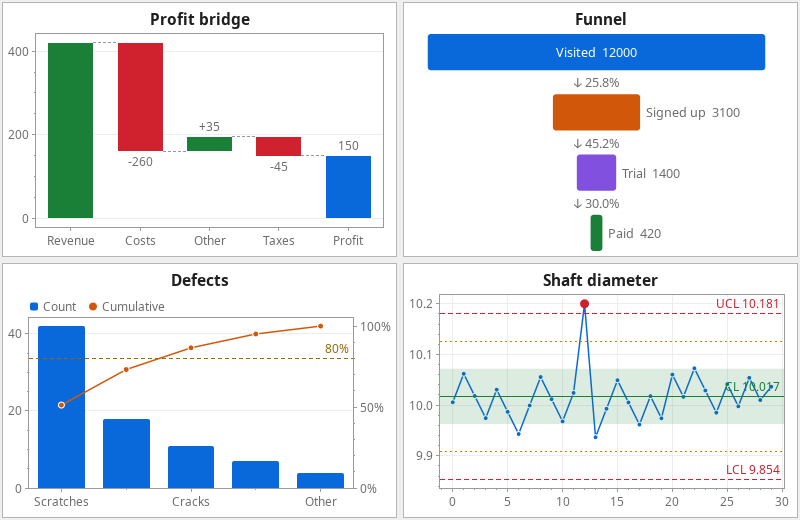 Profit bridge
400
200
0
+35
-260
-45
150
Revenue Costs Other Taxes Profit
Funnel
Visited 12000
↓ 25.8%
Signed up 3100
↓ 45.2%
Trial 1400
↓ 30.0%
Paid 420
Defects
Count Cumulative
40
20
0
100%
80%
50%
0%
Scratches Cracks Other
Shaft diameter
10.2
10.1
10.0
9.9
UCL 10.181
CL 10.017
LCL 9.854
0 5 10 15 20 25 30